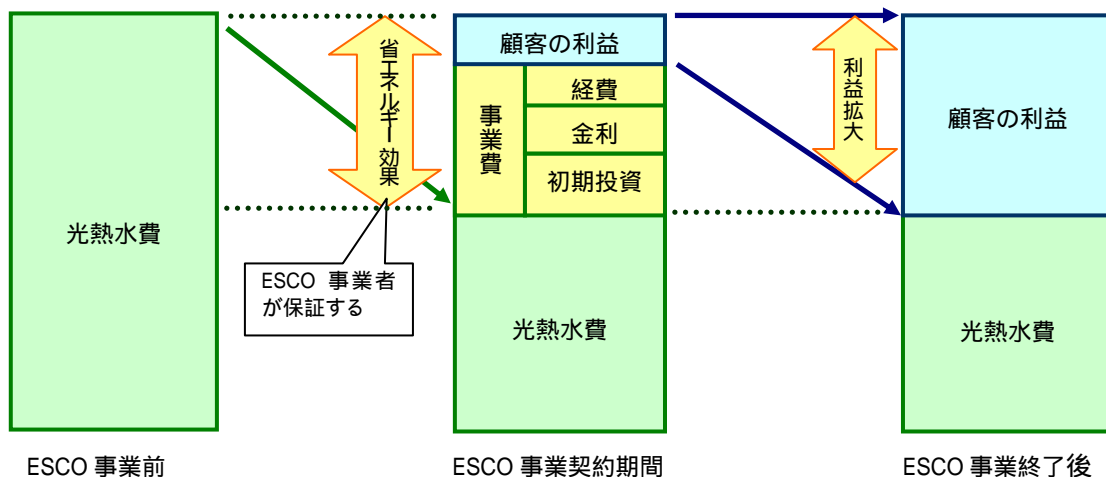 光熱水費
省エネルギー効果
ESCO 事業者
が保証する
顧客の利益
事業費
経費
金利
初期投資
光熱水費
利益拡大
顧客の利益
光熱水費
ESCO 事業前
ESCO 事業契約期間
ESCO 事業終了後